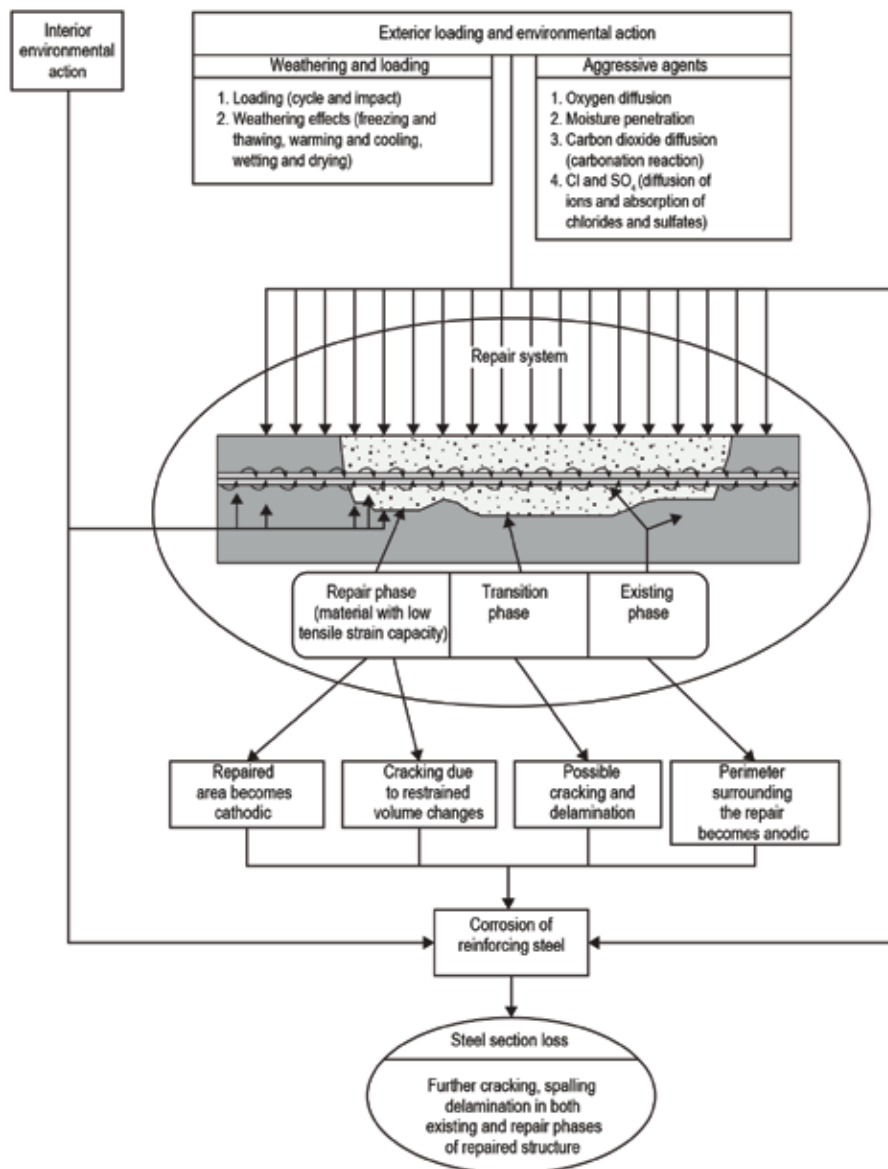 Interior
environmental
action
Exterior loading and environmental action
Weathering and loading
1. Loading (cycle and impact)
2. Weathering effects (freezing and
thawing, warming and cooling,
wetting and drying)
Aggressive agents
1. Oxygen diffusion
2. Moisture penetration
3. Carbon dioxide diffusion
(carbonation reaction)
4. Cl and SO₄ (diffusion of
ions and absorption of
chlorides and sulfates)
Repair system
Repair phase
(material with low
tensile strain capacity)
Transition
phase
Existing
phase
Repaired
area becomes
cathodic
Cracking due
to restrained
volume changes
Possible
cracking and
delamination
Perimeter
surrounding
the repair
becomes anodic
Corrosion of
reinforcing steel
Steel section loss
Further cracking, spalling
delamination in both
existing and repair phases
of repaired structure